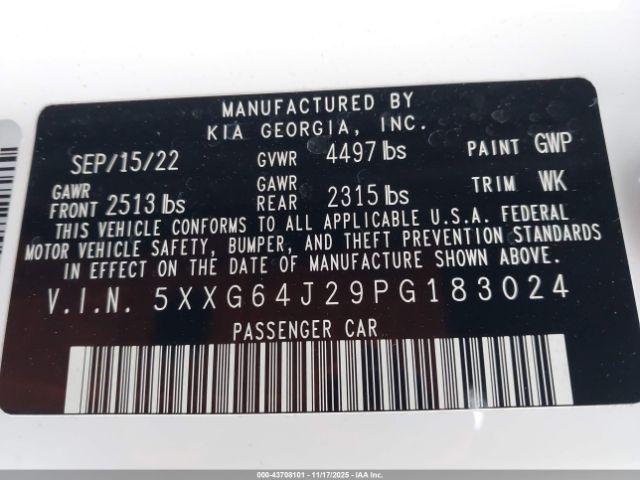 MANUFACTURED BY
KIA GEORGIA, INC.
SEP/15/22 GVWR 4497 lbs PAINT GWP
GAWR FRONT 2513 lbs GAWR REAR 2315 lbs TRIM WK
THIS VEHICLE CONFORMS TO ALL APPLICABLE U.S.A. FEDERAL
MOTOR VEHICLE SAFETY, BUMPER, AND THEFT PREVENTION STANDARDS
IN EFFECT ON THE DATE OF MANUFACTURE SHOWN ABOVE.
V.I.N. 5XXG64J29PG183024
PASSENGER CAR
000-43708101 - 11/17/2025 - IAA Inc.